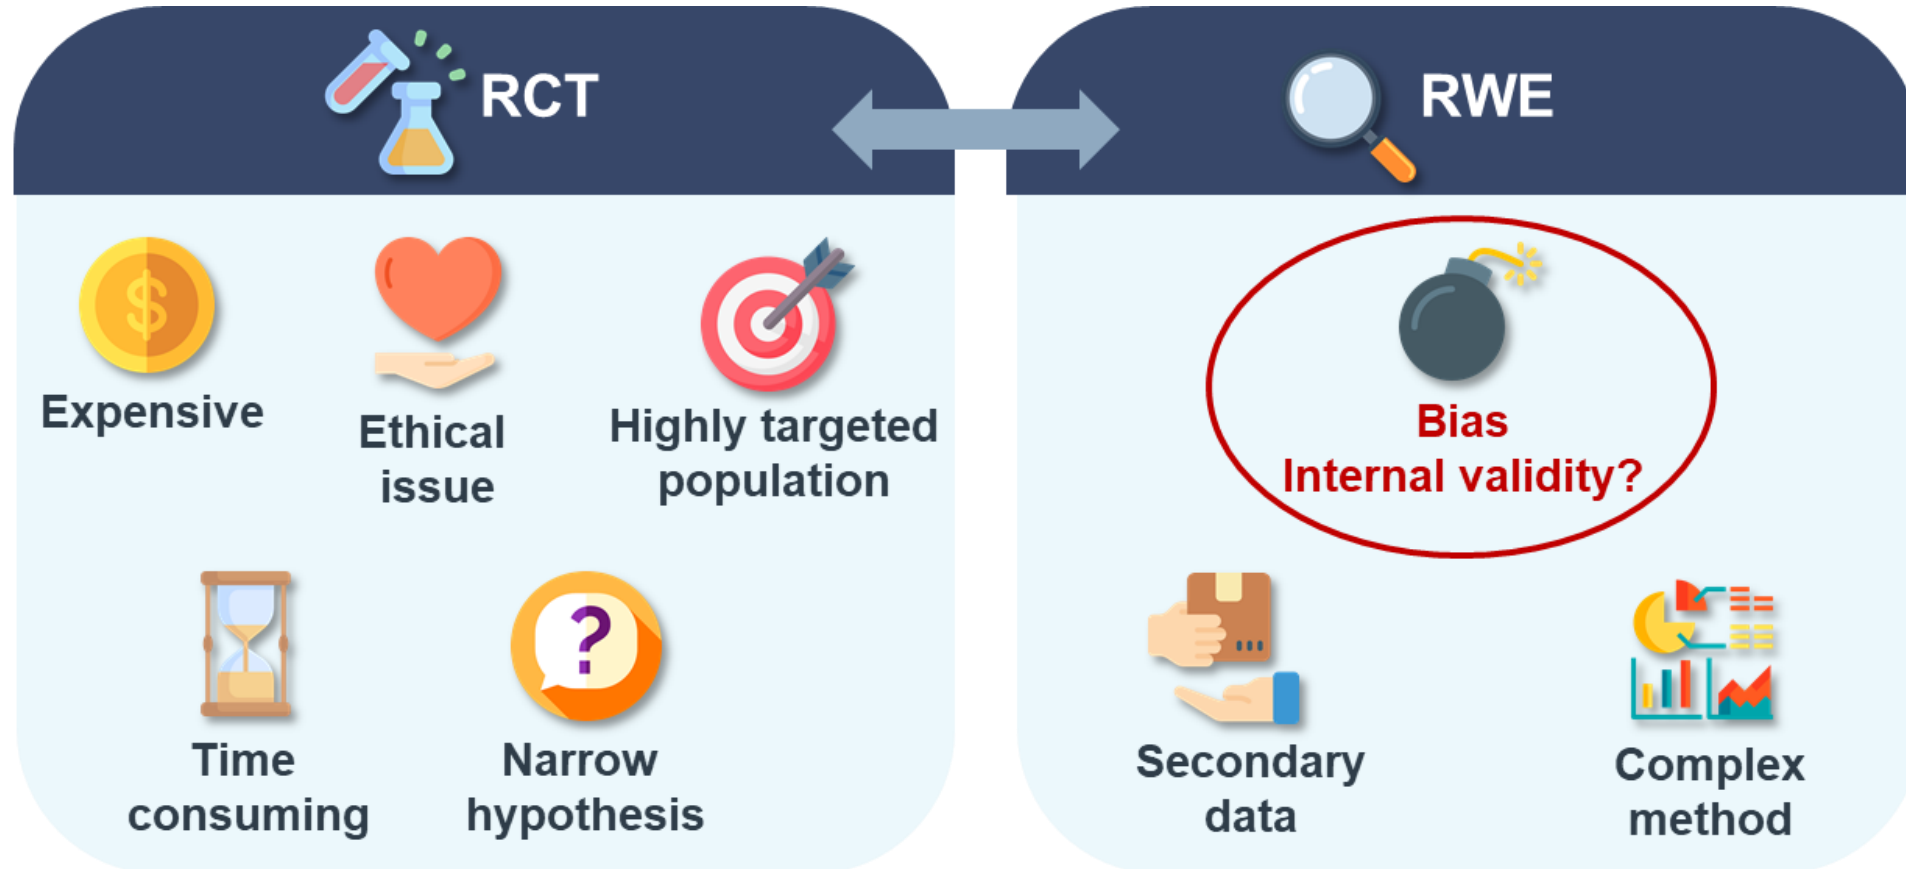 RCT
Expensive
Ethical
issue
Highly targeted
population
Time
consuming
Narrow
hypothesis
RWE
Bias
Internal validity?
Secondary
data
Complex
method